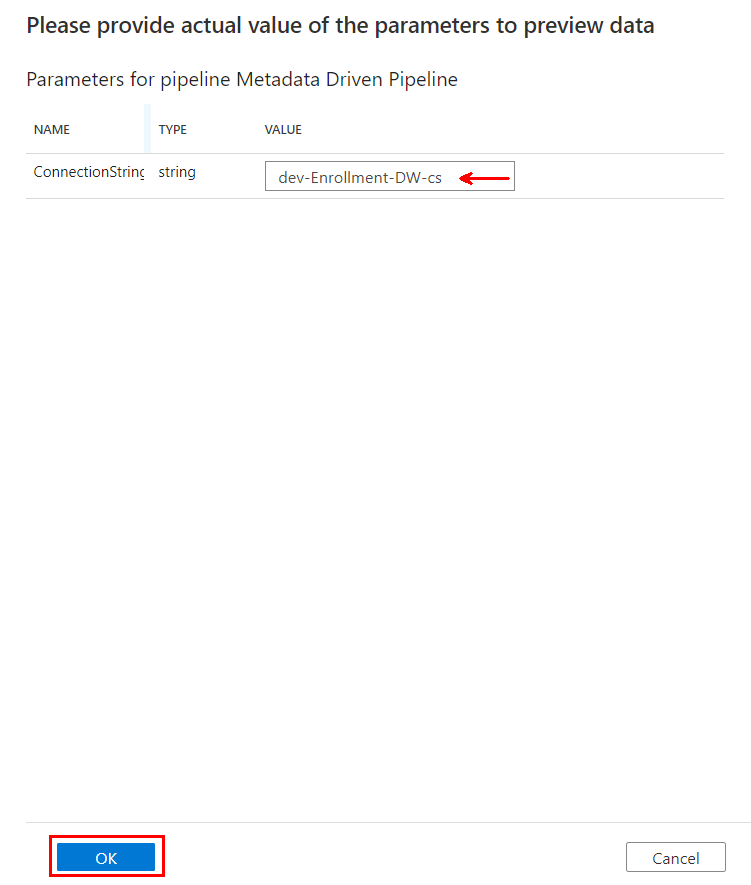 Please provide actual value of the parameters to preview data
Parameters for pipeline Metadata Driven Pipeline
NAME TYPE VALUE
ConnectionString string dev-Enrollment-DW-cs
OK Cancel